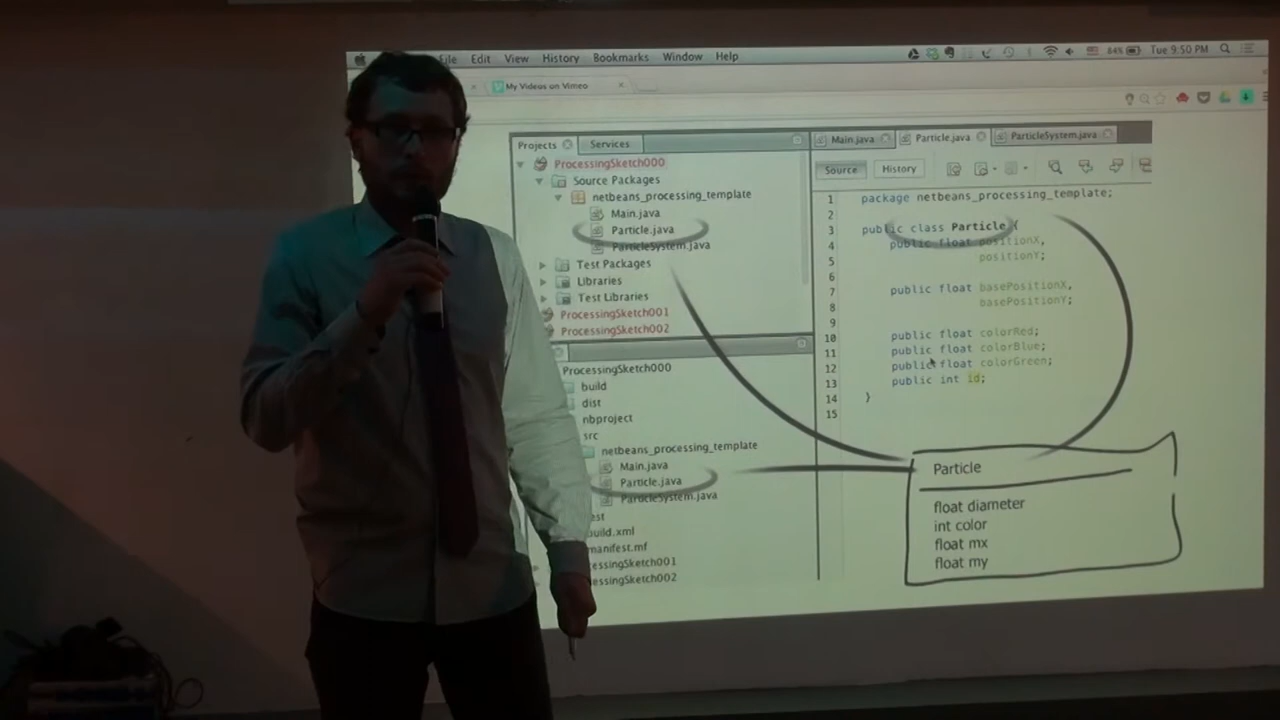 File Edit View History Bookmarks Window Help
84% Tue 9:50 PM
My Videos on Vimeo
Projects Services
ProcessingSketch000
Source Packages
netbeans_processing_template
Main.java
Particle.java
ParticleSystem.java
Test Packages
Libraries
Test Libraries
ProcessingSketch001
ProcessingSketch002
ProcessingSketch000
build
dist
nbproject
src
netbeans_processing_template
Main.java
Particle.java
ParticleSystem.java
est
build.xml
manifest.mf
cessingSketch001
cessingSketch002
Main.java Particle.java ParticleSystem.java
Source History
1 package netbeans_processing_template;
2
3 public class Particle {
4 public float positionX,
5 positionY;
6
7 public float basePositionX,
8 basePositionY;
9
10 public float colorRed;
11 public float colorBlue;
12 public float colorGreen;
13 public int id;
14 }
15
Particle
float diameter
int color
float mx
float my